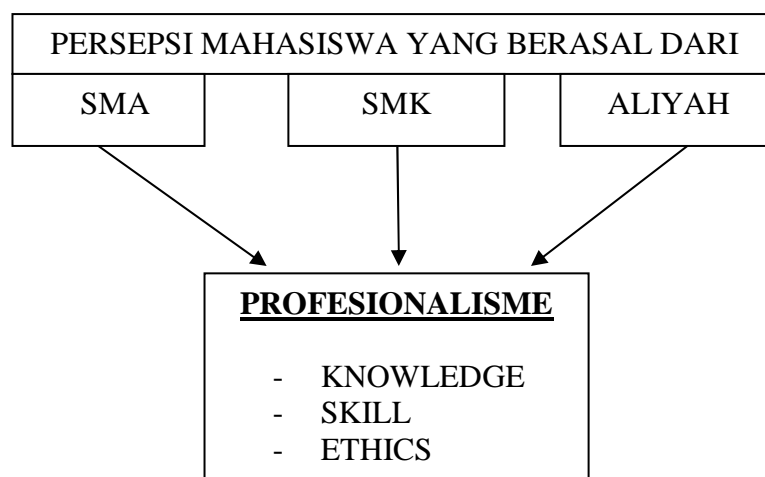 PERSEPSI MAHASISWA YANG BERASAL DARI
SMA
SMK
ALIYAH
PROFESIONALISME
- KNOWLEDGE
- SKILL
- ETHICS